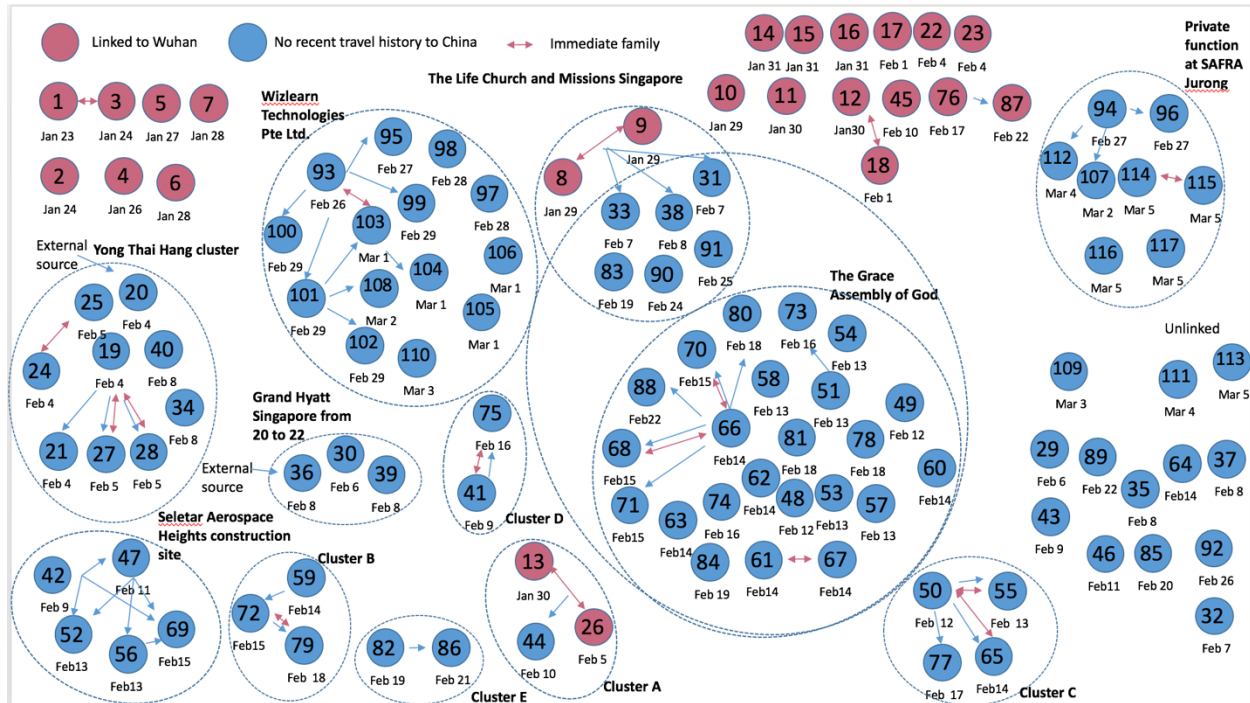 Linked to Wuhan
No recent travel history to China
Immediate family
1
Jan 23
3
Jan 24
5
Jan 27
7
Jan 28
2
Jan 24
4
Jan 26
6
Jan 28
14
Jan 31
15
Jan 31
16
Jan 31
17
Feb 1
22
Feb 4
23
Feb 4
10
Jan 29
11
Jan 30
12
Jan30
45
Feb 10
76
Feb 17
87
Feb 22
18
Feb 1
Wizlearn
Technologies
Pte Ltd.
95
Feb 27
98
Feb 28
93
Feb 26
99
Feb 29
97
Feb 28
100
Feb 29
103
Mar 1
104
Mar 1
106
Mar 1
101
Feb 29
108
Mar 2
105
Mar 1
102
Feb 29
110
Mar 3
The Life Church and Missions Singapore
9
Jan 29
8
Jan 29
31
Feb 7
33
Feb 7
38
Feb 8
91
Feb 25
83
Feb 19
90
Feb 24
Private
function
at SAFRA
Jurong
94
Feb 27
96
Feb 27
112
Mar 4
107
Mar 2
114
Mar 5
115
Mar 5
116
Mar 5
117
Mar 5
External
source
Yong Thai Hang cluster
25
Feb 5
20
Feb 4
24
Feb 4
19
Feb 4
40
Feb 8
34
Feb 8
21
Feb 4
27
Feb 5
28
Feb 5
Grand Hyatt
Singapore from
20 to 22
External
source
36
Feb 8
30
Feb 6
39
Feb 8
75
Feb 16
41
Feb 9
Cluster D
The Grace
Assembly of God
80
Feb 18
73
Feb 16
54
Feb 13
70
Feb15
58
Feb 13
51
Feb 13
88
Feb22
49
Feb 12
66
Feb14
68
Feb15
81
Feb 18
78
Feb 18
60
Feb14
71
Feb15
62
Feb14
48
Feb 12
53
Feb13
57
Feb 13
63
Feb14
74
Feb 16
84
Feb 19
61
Feb14
67
Feb14
Unlinked
109
Mar 3
111
Mar 4
113
Mar 5
29
Feb 6
89
Feb 22
35
Feb 8
64
Feb14
37
Feb 8
43
Feb 9
46
Feb11
85
Feb 20
92
Feb 26
32
Feb 7
Seletar Aerospace
Heights construction
site
42
Feb 9
47
Feb 11
52
Feb13
56
Feb13
69
Feb15
Cluster B
59
Feb14
72
Feb15
79
Feb 18
82
Feb 19
86
Feb 21
Cluster E
13
Jan 30
26
Feb 5
44
Feb 10
Cluster A
50
Feb 12
55
Feb 13
77
Feb 17
65
Feb14
Cluster C